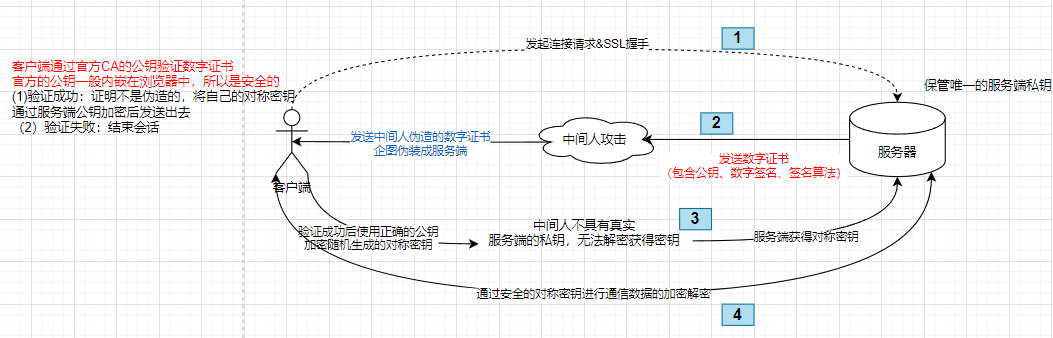 1
发起连接请求&SSL握手
客户端通过官方CA的公钥验证数字证书
官方的公钥一般内嵌在浏览器中，所以是安全的
(1)验证成功：证明不是伪造的，将自己的对称密钥
通过服务端公钥加密后发送出去
（2）验证失败：结束会话
保管唯一的服务端私钥
2
发送中间人伪造的数字证书
企图伪装成服务端
中间人攻击
服务器
发送数字证书
（包含公钥、数字签名、签名算法）
客户端
3
验证成功后使用正确的公钥
加密随机生成的对称密钥
中间人不具有真实
服务端的私钥，无法解密获得密钥
服务端获得对称密钥
通过安全的对称密钥进行通信数据的加密解密
4